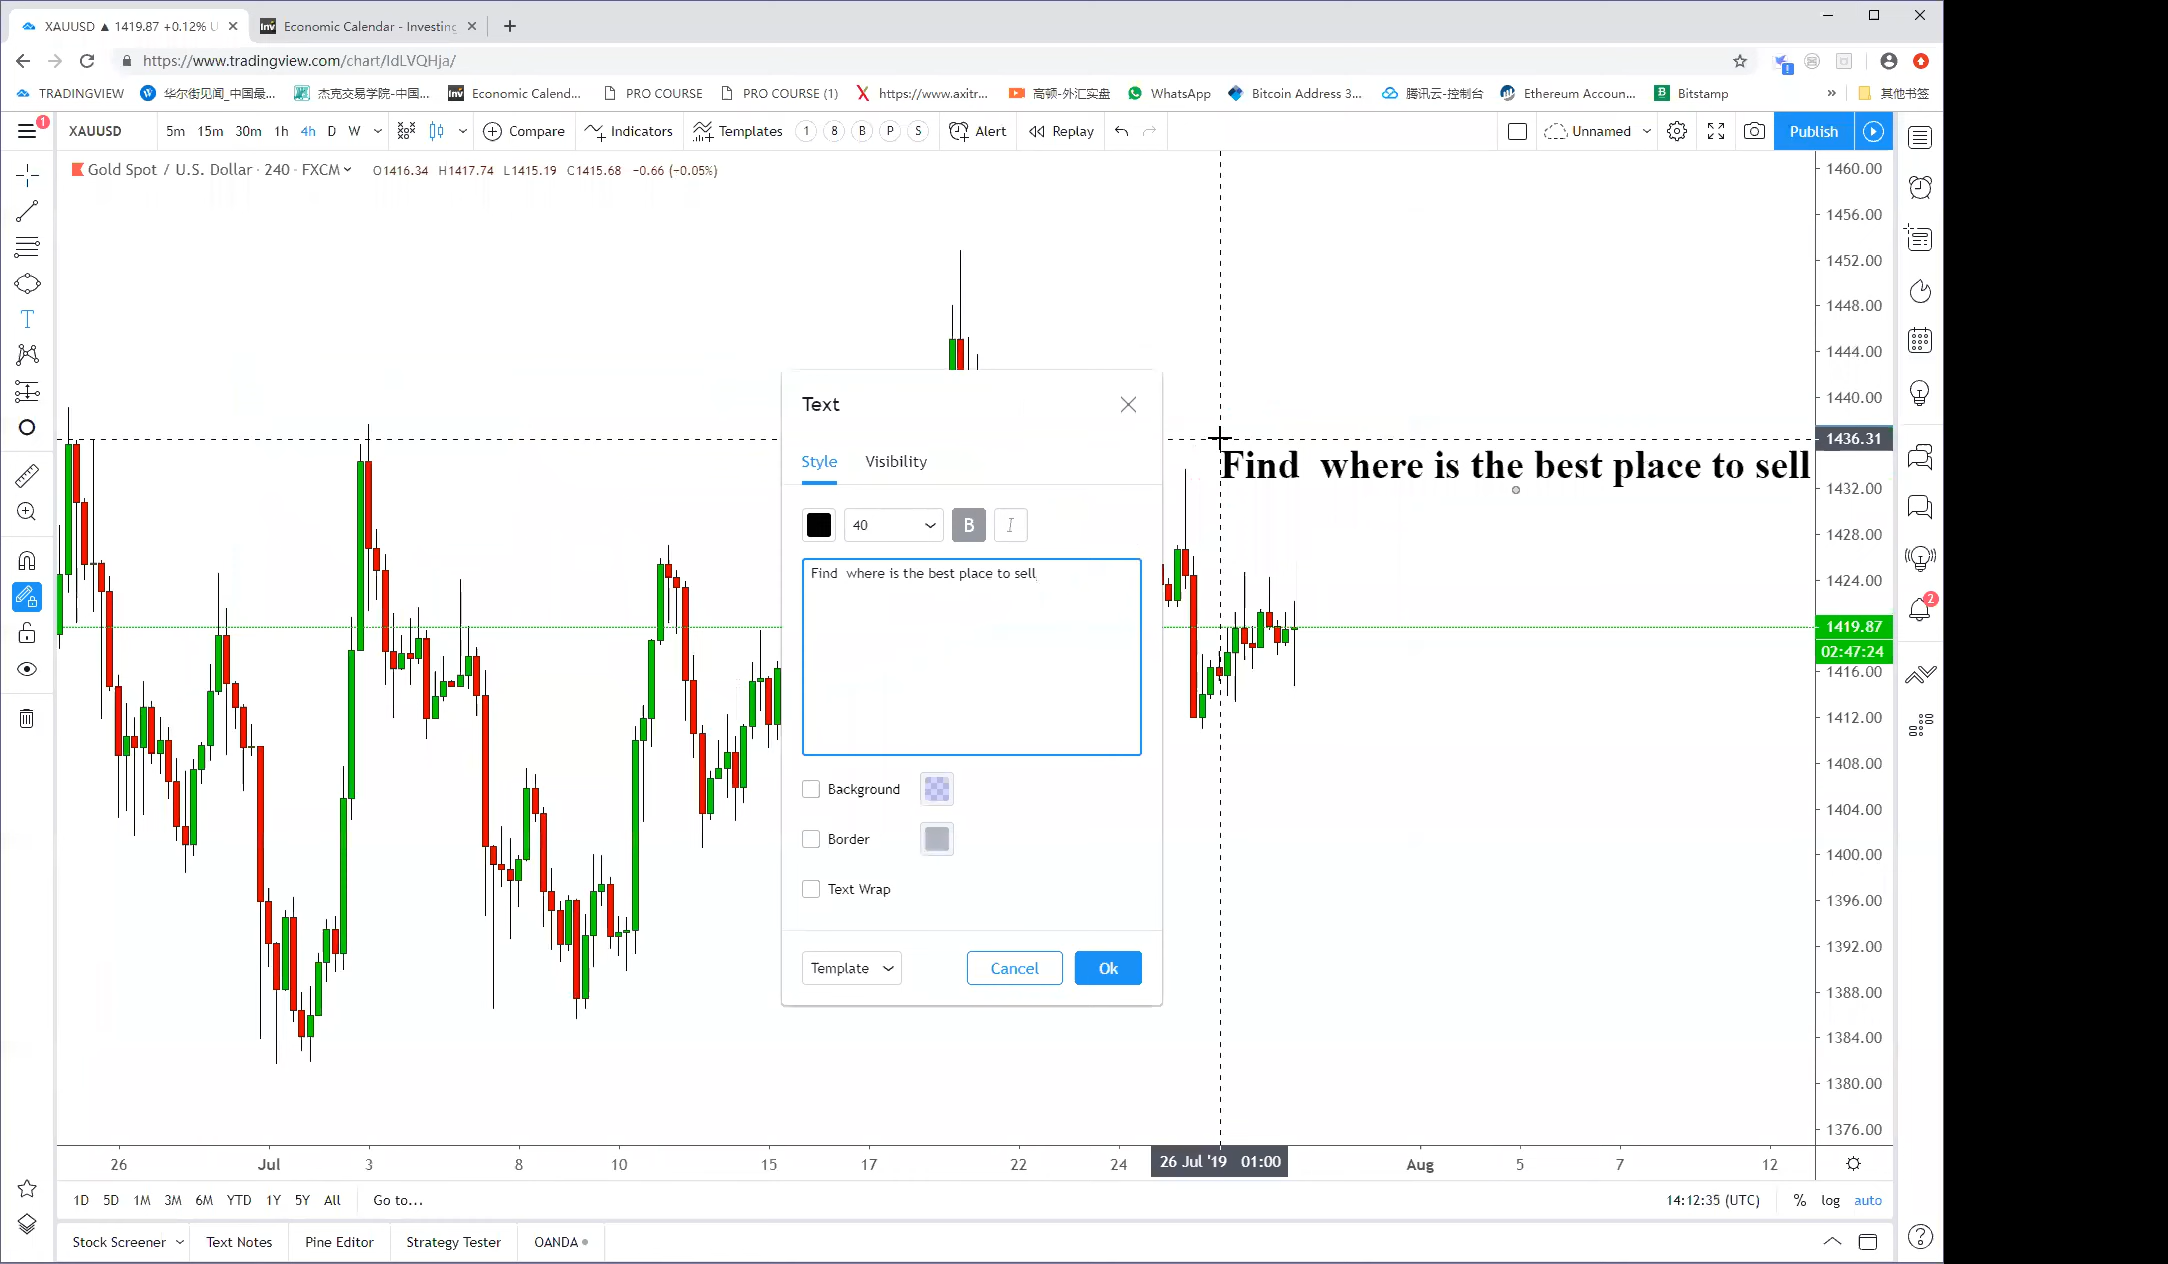 XAUUSD ▲ 1419.87 +0.12% U
Economic Calendar - Investing
https://www.tradingview.com/chart/IdLVQHja/
TRADINGVIEW 华尔街见闻_中国最... 杰克交易学院-中国... Economic Calend... PRO COURSE PRO COURSE (1) https://www.axitr... 高顿-外汇实盘 WhatsApp Bitcoin Address 3... 腾讯云-控制台 Ethereum Accoun... Bitstamp » 其他书签
1 XAUUSD 5m 15m 30m 1h 4h D W Compare Indicators Templates 1 8 B P S Alert Replay Unnamed Publish
Gold Spot / U.S. Dollar · 240 · FXCM O1416.34 H1417.74 L1415.19 C1415.68 −0.66 (−0.05%)
1460.00
1456.00
1452.00
1448.00
1444.00
1440.00
1436.31
1432.00
1428.00
1424.00
1419.87
02:47:24
1416.00
1412.00
1408.00
1404.00
1400.00
1396.00
1392.00
1388.00
1384.00
1380.00
1376.00
Find  where is the best place to sell
Text
Style Visibility
40 B I
Find  where is the best place to sell
Background
Border
Text Wrap
Template Cancel Ok
2
26 Jul 3 8 10 15 17 22 24 26 Jul '19 01:00 Aug 5 7 12
1D 5D 1M 3M 6M YTD 1Y 5Y All Go to... 14:12:35 (UTC) % log auto
Stock Screener Text Notes Pine Editor Strategy Tester OANDA